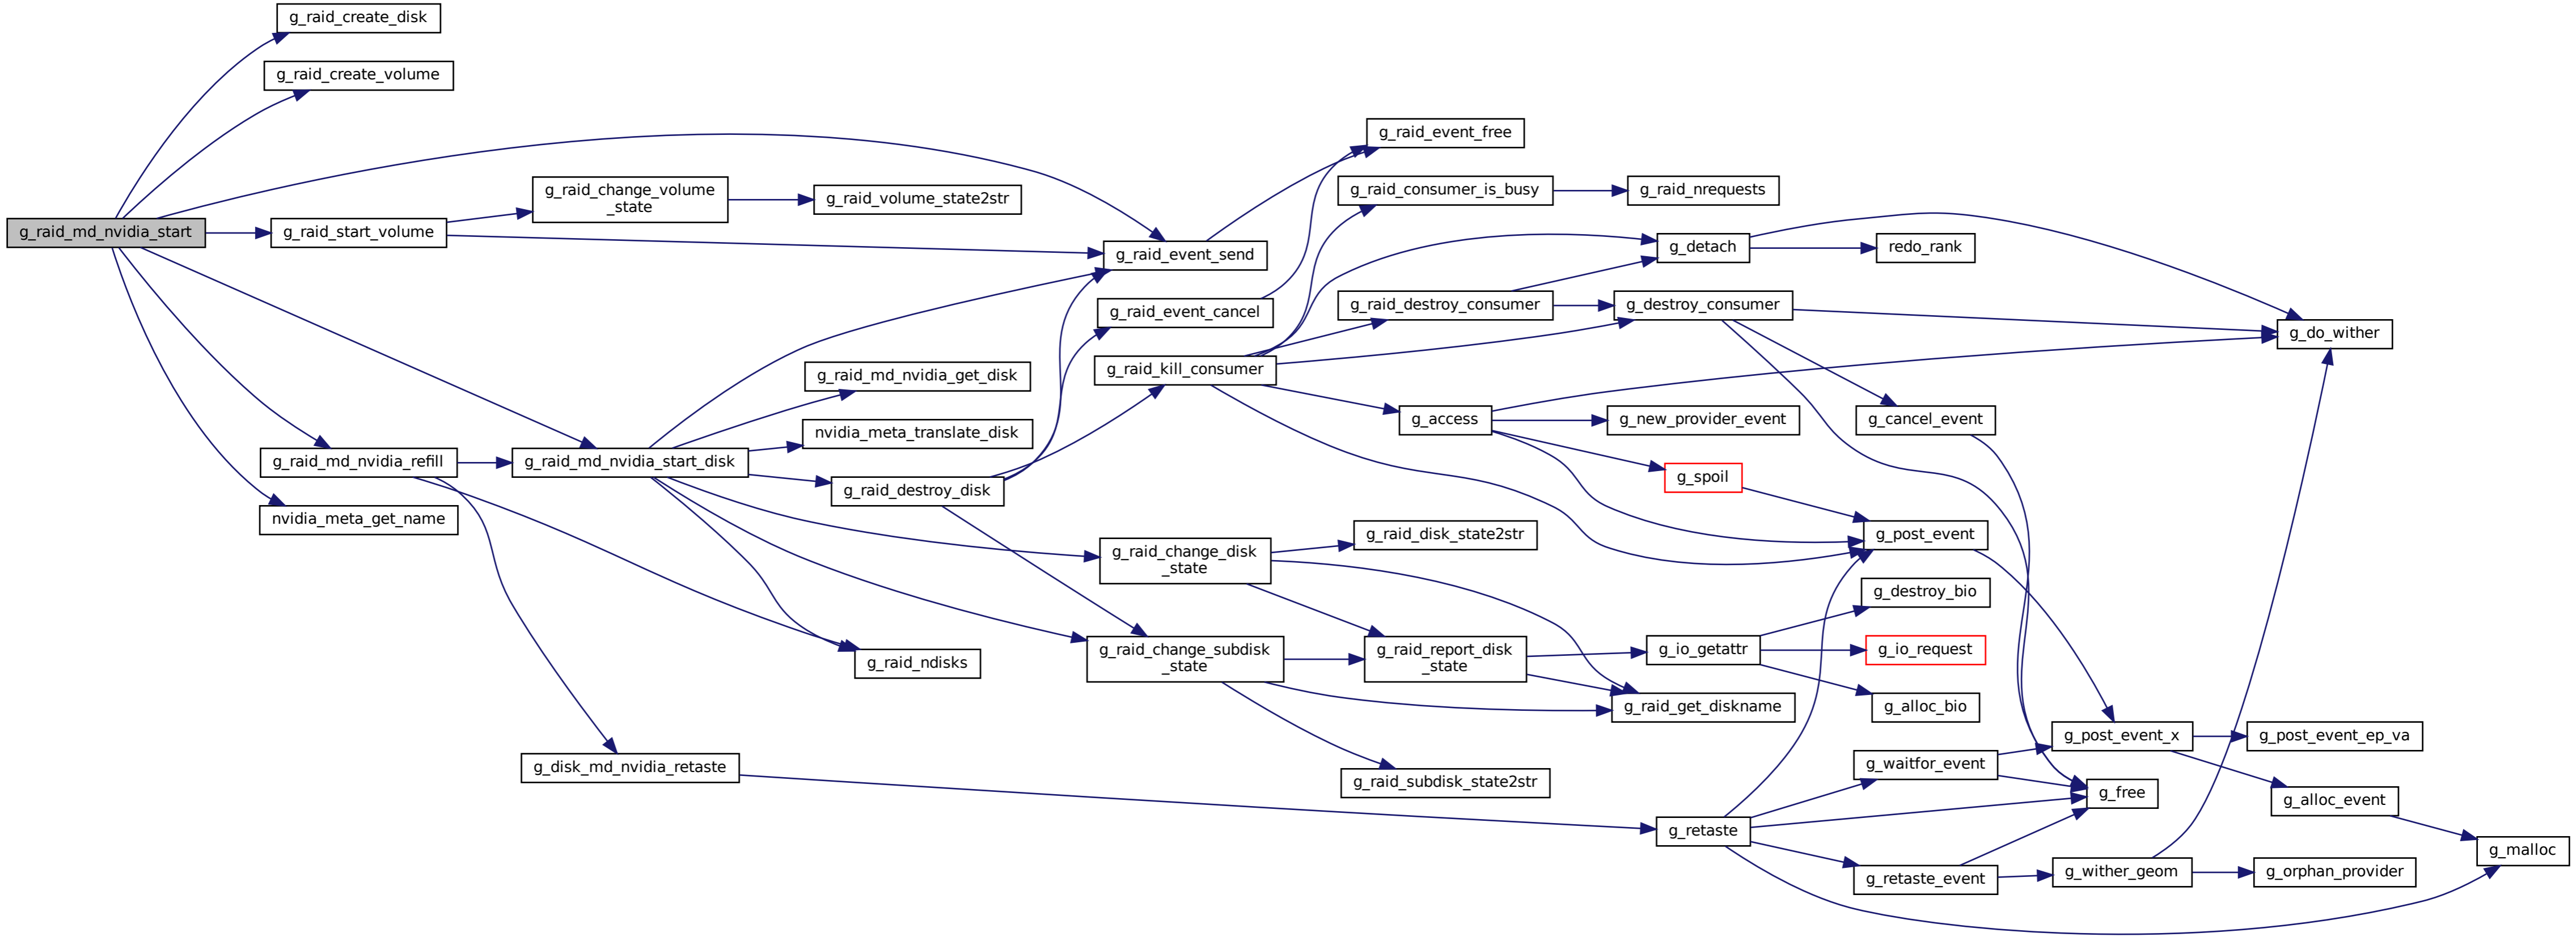 g_raid_create_disk
g_raid_create_volume
g_raid_event_free
g_raid_change_volume
_state
g_raid_volume_state2str
g_raid_consumer_is_busy
g_raid_nrequests
g_raid_md_nvidia_start
g_raid_start_volume
g_raid_event_send
g_detach
redo_rank
g_raid_event_cancel
g_raid_destroy_consumer
g_destroy_consumer
g_do_wither
g_raid_md_nvidia_get_disk
g_raid_kill_consumer
nvidia_meta_translate_disk
g_access
g_new_provider_event
g_cancel_event
g_raid_md_nvidia_refill
g_raid_md_nvidia_start_disk
g_raid_destroy_disk
g_spoil
nvidia_meta_get_name
g_raid_change_disk
_state
g_raid_disk_state2str
g_post_event
g_destroy_bio
g_raid_ndisks
g_raid_change_subdisk
_state
g_raid_report_disk
_state
g_io_getattr
g_io_request
g_raid_get_diskname
g_alloc_bio
g_post_event_x
g_post_event_ep_va
g_disk_md_nvidia_retaste
g_raid_subdisk_state2str
g_waitfor_event
g_free
g_alloc_event
g_retaste
g_malloc
g_retaste_event
g_wither_geom
g_orphan_provider